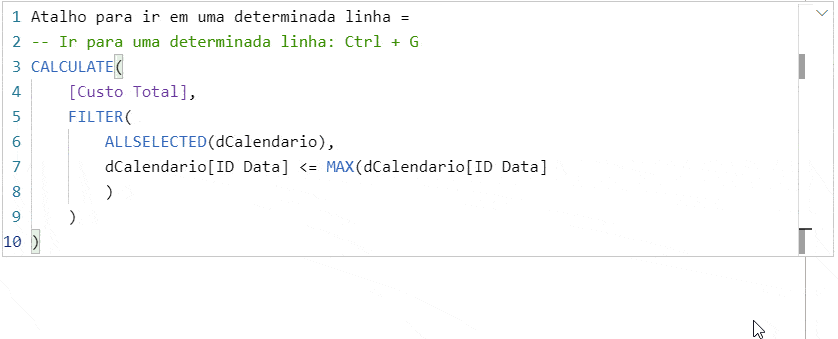 1 Atalho para ir em uma determinada linha =
2 -- Ir para uma determinada linha: Ctrl + G
3 CALCULATE(
4 [Custo Total],
5 FILTER(
6 ALLSELECTED(dCalendario),
7 dCalendario[ID Data] <= MAX(dCalendario[ID Data]
8 )
9 )
10 )